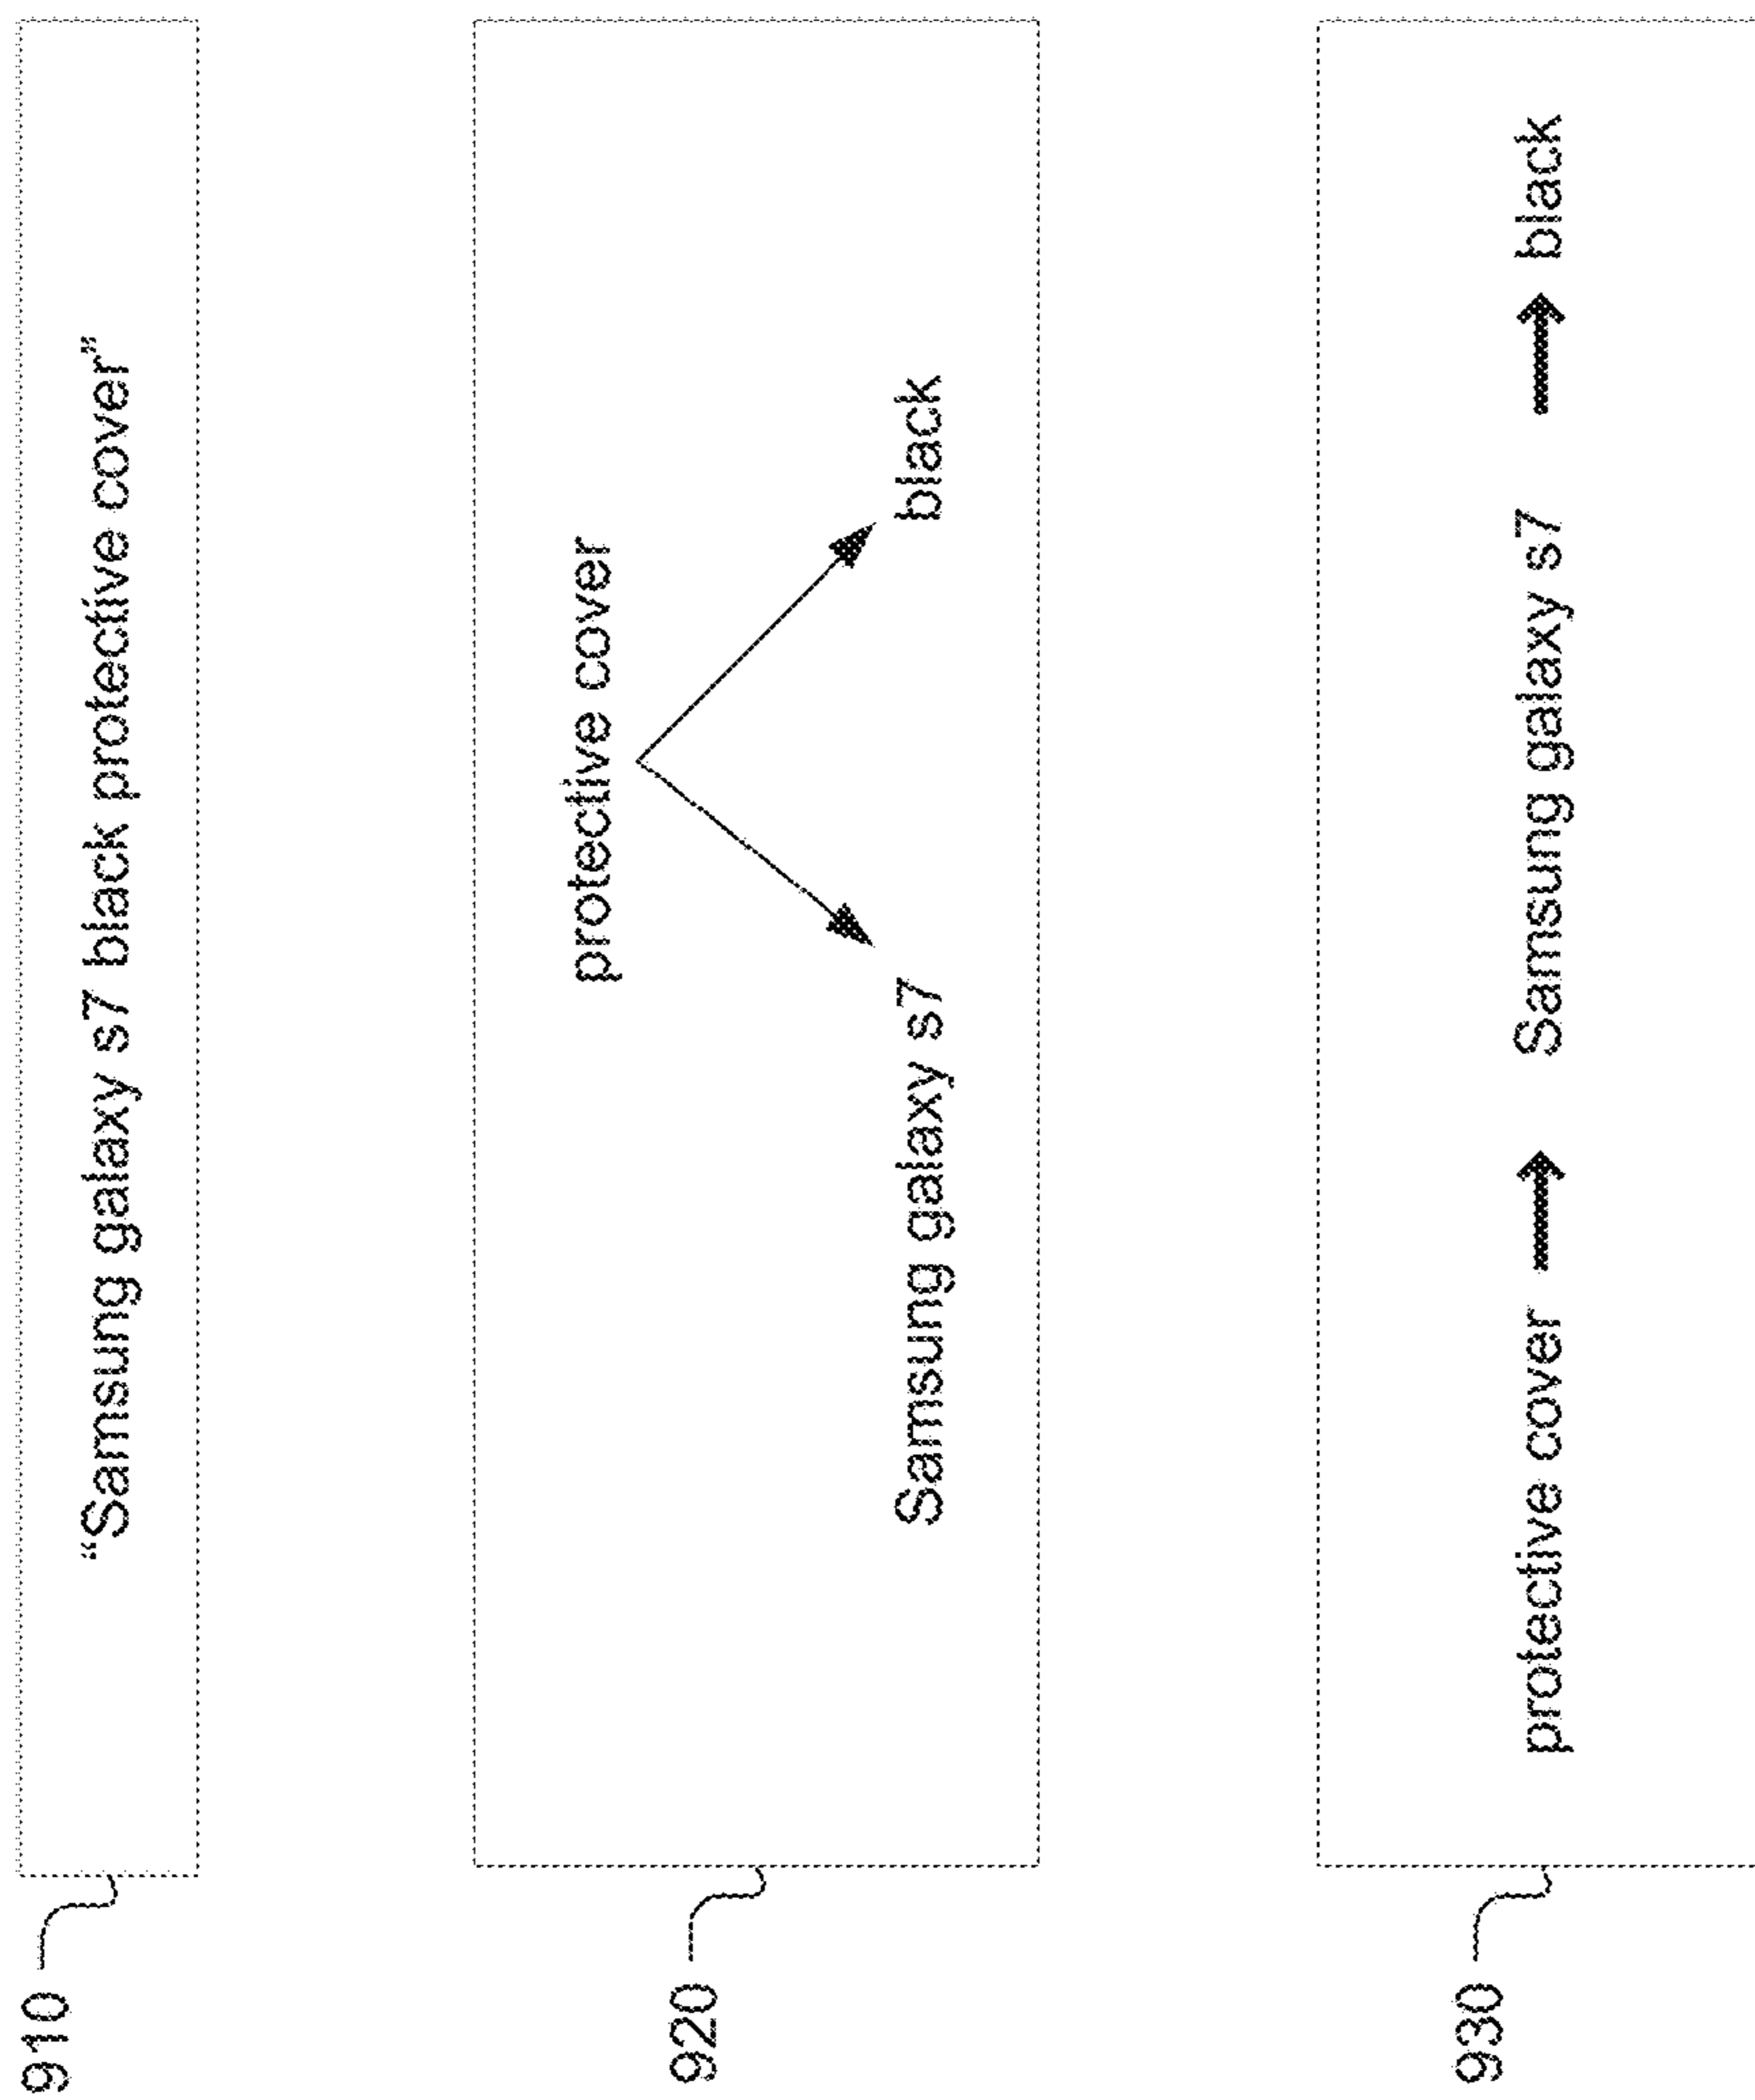 910
“Samsung galaxy s7 black protective cover”
920
protective cover
Samsung galaxy s7
black
930
protective cover → Samsung galaxy s7 → black